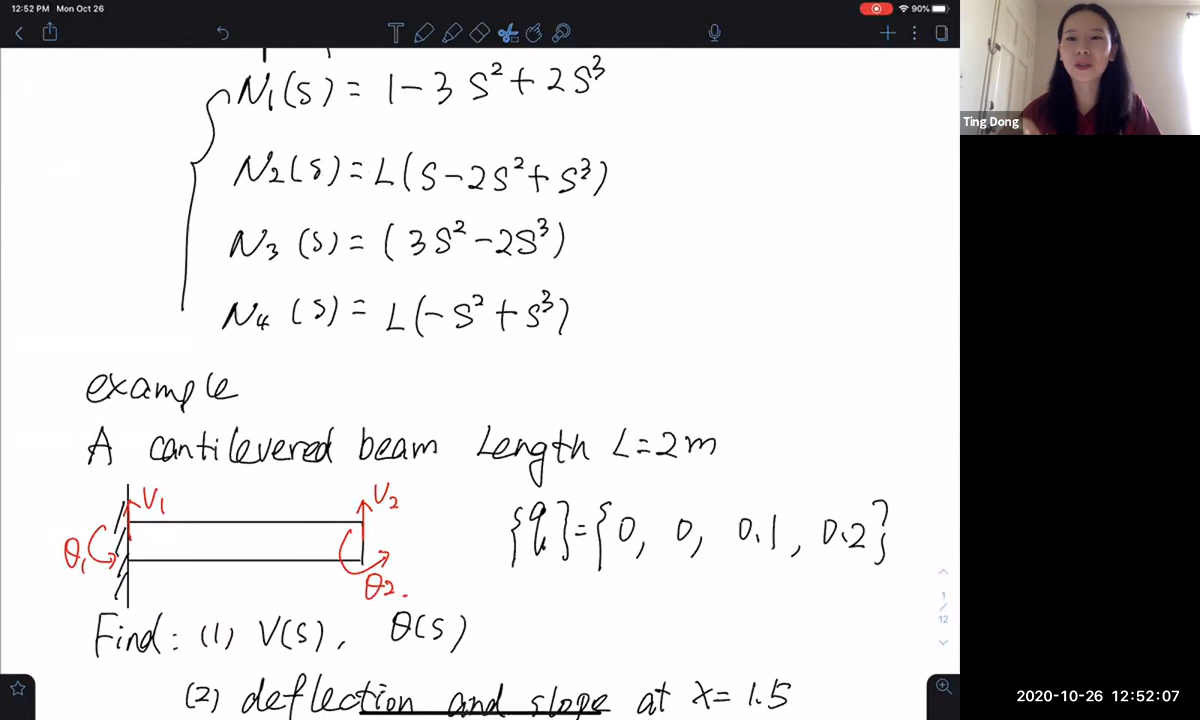 12:52 PM Mon Oct 26
90%
N1(s) = 1 - 3s² + 2s³
N2(s) = L(s - 2s² + s³)
N3(s) = (3s² - 2s³)
N4(s) = L(-s² + s³)
example
A cantilevered beam Length L=2m
V1
V2
θ1
θ2.
{q} = {0, 0, 0.1, 0.2}
Find: (1) V(s), θ(s)
(2) deflection and slope at x = 1.5
1
/
12
Ting Dong
2020-10-26 12:52:07